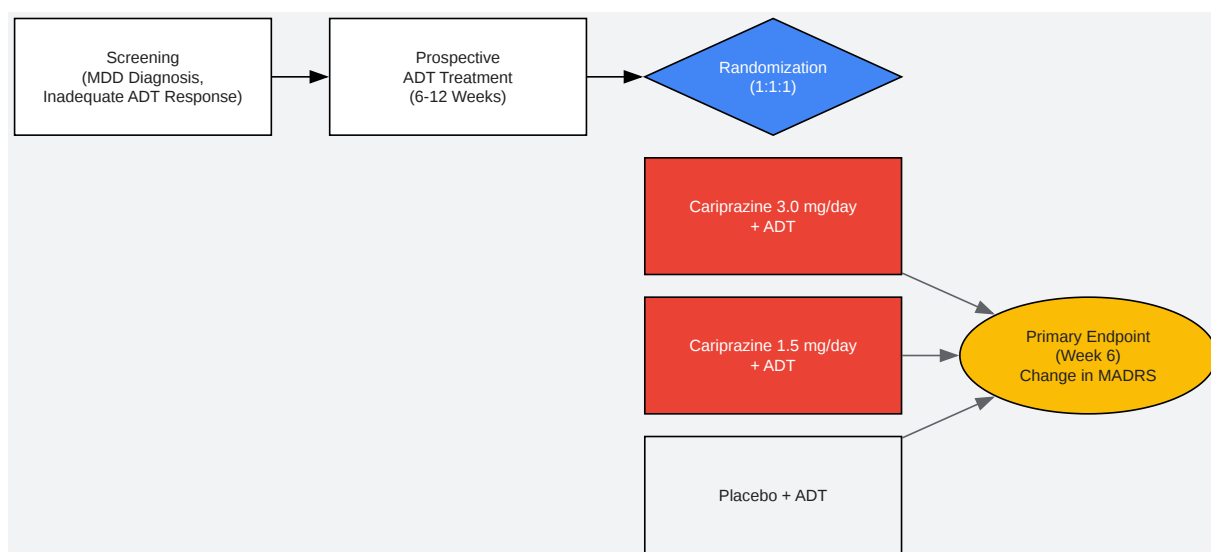 Screening
(MDD Diagnosis,
Inadequate ADT Response)
Prospective
ADT Treatment
(6-12 Weeks)
Randomization
(1:1:1)
Cariprazine 3.0 mg/day
+ ADT
Cariprazine 1.5 mg/day
+ ADT
Primary Endpoint
(Week 6)
Change in MADRS
Placebo + ADT